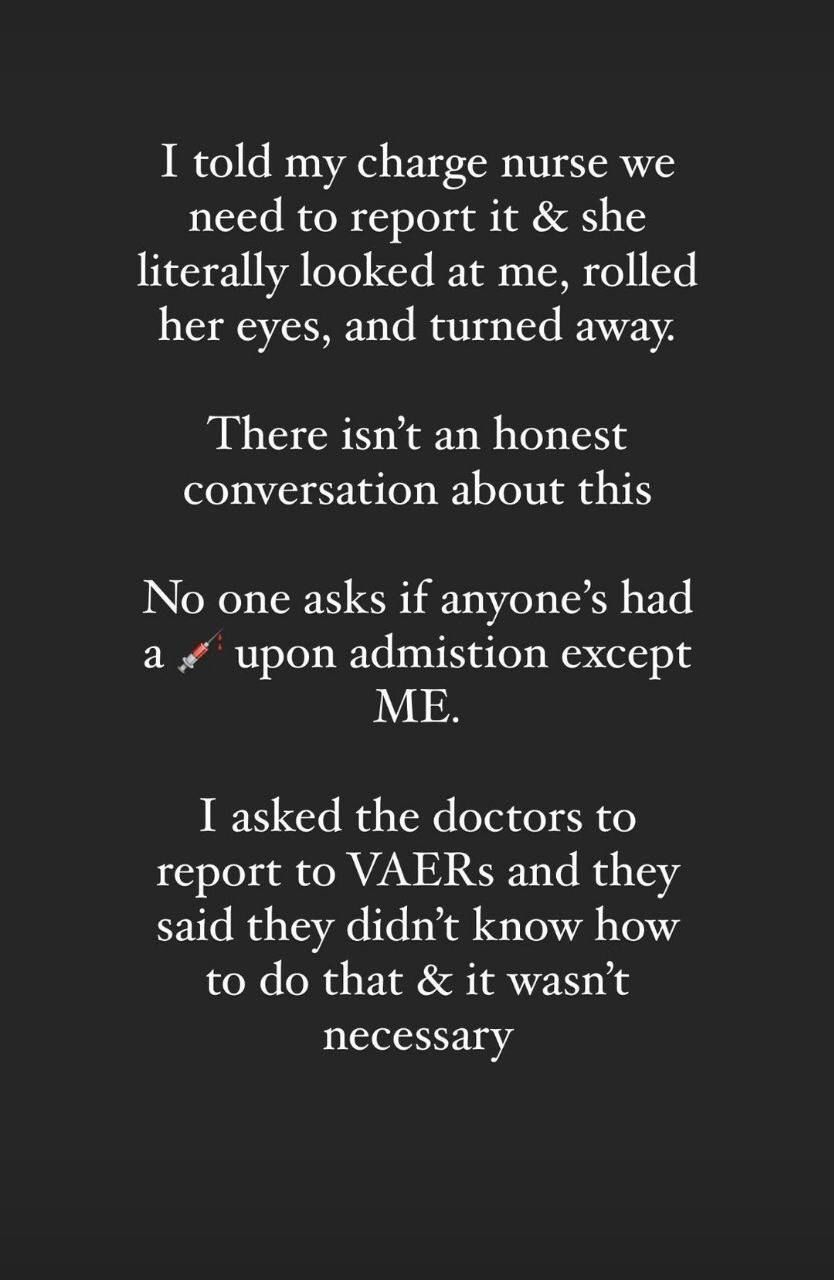 I told my charge nurse we
need to report it & she
literally looked at me, rolled
her eyes, and turned away.
There isn’t an honest
conversation about this
No one asks if anyone’s had
a 💉 upon admistion except
ME.
I asked the doctors to
report to VAERs and they
said they didn’t know how
to do that & it wasn’t
necessary